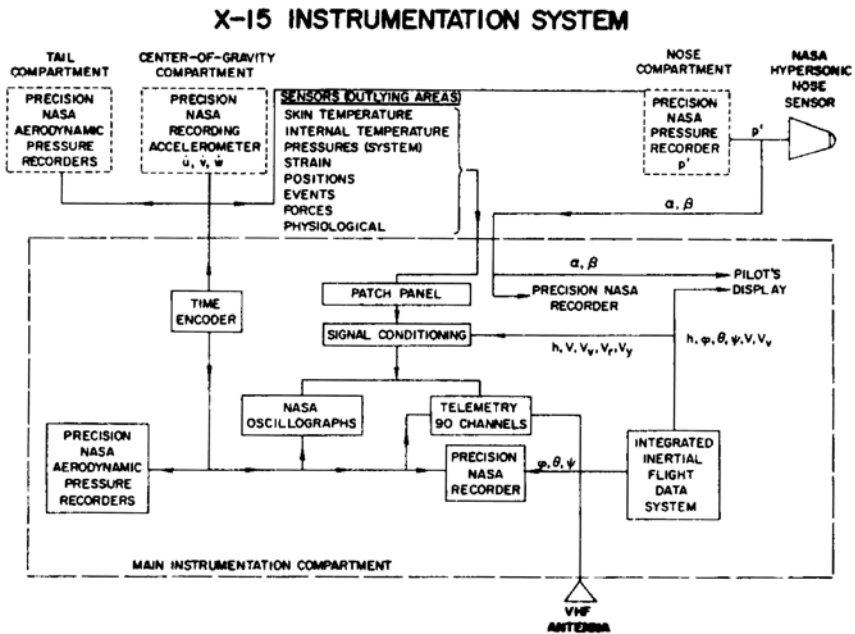 X-15 INSTRUMENTATION SYSTEM
TAIL
COMPARTMENT
PRECISION
NASA
AERODYNAMIC
PRESSURE
RECORDERS
CENTER-OF-GRAVITY
COMPARTMENT
PRECISION
NASA
RECORDING
ACCELEROMETER
u̇, v̇, ẇ
SENSORS (OUTLYING AREAS)
SKIN TEMPERATURE
INTERNAL TEMPERATURE
PRESSURES (SYSTEM)
STRAIN
POSITIONS
EVENTS
FORCES
PHYSIOLOGICAL
NOSE
COMPARTMENT
PRECISION
NASA
PRESSURE
RECORDER
p'
p'
NASA
HYPERSONIC
NOSE
SENSOR
α, β
α, β
PILOT'S
DISPLAY
PRECISION NASA
RECORDER
TIME
ENCODER
PATCH PANEL
SIGNAL CONDITIONING
h, V, Vv, Vr, Vy
h, φ, θ, ψ, V, Vv
NASA
OSCILLOGRAPHS
TELEMETRY
90 CHANNELS
PRECISION
NASA
AERODYNAMIC
PRESSURE
RECORDERS
PRECISION
NASA
RECORDER
φ, θ, ψ
INTEGRATED
INERTIAL
FLIGHT
DATA
SYSTEM
MAIN INSTRUMENTATION COMPARTMENT
VHF
ANTENNA